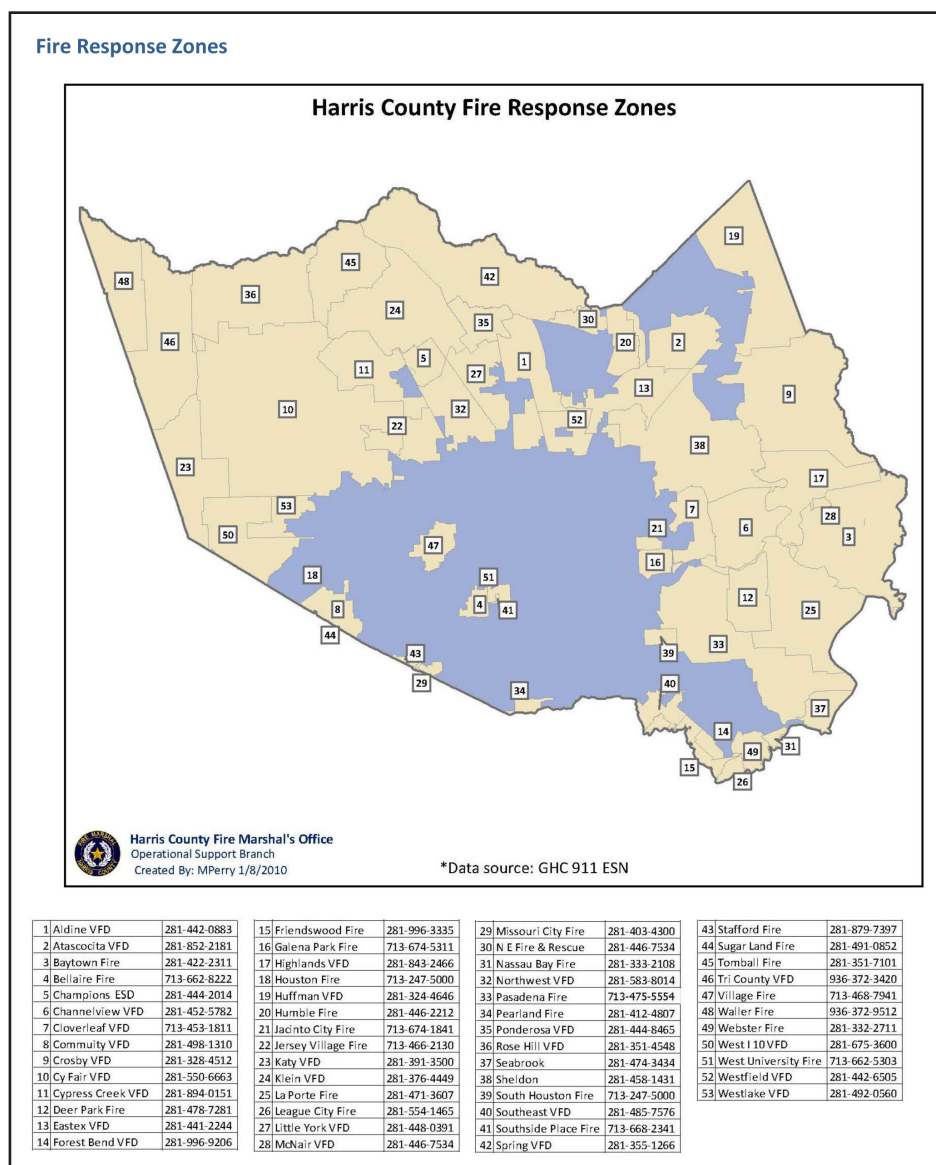 Fire Response Zones
Harris County Fire Response Zones
19
48
45
42
36
24
30
35
46
20
2
5
1
11
27
13
9
10
32
52
22
38
23
17
53
7
28
50
21
6
3
47
16
18
51
12
4
8
41
25
44
33
43
39
29
40
34
37
14
31
49
15
26
FIRE MARSHAL
HARRIS COUNTY
Harris County Fire Marshal's Office
Operational Support Branch
Created By: MPerry 1/8/2010
*Data source: GHC 911 ESN
1 Aldine VFD 281-442-0883
2 Atascocita VFD 281-852-2181
3 Baytown Fire 281-422-2311
4 Bellaire Fire 713-662-8222
5 Champions ESD 281-444-2014
6 Channelview VFD 281-452-5782
7 Cloverleaf VFD 713-453-1811
8 Commuity VFD 281-498-1310
9 Crosby VFD 281-328-4512
10 Cy Fair VFD 281-550-6663
11 Cypress Creek VFD 281-894-0151
12 Deer Park Fire 281-478-7281
13 Eastex VFD 281-441-2244
14 Forest Bend VFD 281-996-9206
15 Friendswood Fire 281-996-3335
16 Galena Park Fire 713-674-5311
17 Highlands VFD 281-843-2466
18 Houston Fire 713-247-5000
19 Huffman VFD 281-324-4646
20 Humble Fire 281-446-2212
21 Jacinto City Fire 713-674-1841
22 Jersey Village Fire 713-466-2130
23 Katy VFD 281-391-3500
24 Klein VFD 281-376-4449
25 La Porte Fire 281-471-3607
26 League City Fire 281-554-1465
27 Little York VFD 281-448-0391
28 McNair VFD 281-446-7534
29 Missouri City Fire 281-403-4300
30 N E Fire & Rescue 281-446-7534
31 Nassau Bay Fire 281-333-2108
32 Northwest VFD 281-583-8014
33 Pasadena Fire 713-475-5554
34 Pearland Fire 281-412-4807
35 Ponderosa VFD 281-444-8465
36 Rose Hill VFD 281-351-4548
37 Seabrook 281-474-3434
38 Sheldon 281-458-1431
39 South Houston Fire 713-247-5000
40 Southeast VFD 281-485-7576
41 Southside Place Fire 713-668-2341
42 Spring VFD 281-355-1266
43 Stafford Fire 281-879-7397
44 Sugar Land Fire 281-491-0852
45 Tomball Fire 281-351-7101
46 Tri County VFD 936-372-3420
47 Village Fire 713-468-7941
48 Waller Fire 936-372-9512
49 Webster Fire 281-332-2711
50 West I 10 VFD 281-675-3600
51 West University Fire 713-662-5303
52 Westfield VFD 281-442-6505
53 Westlake VFD 281-492-0560